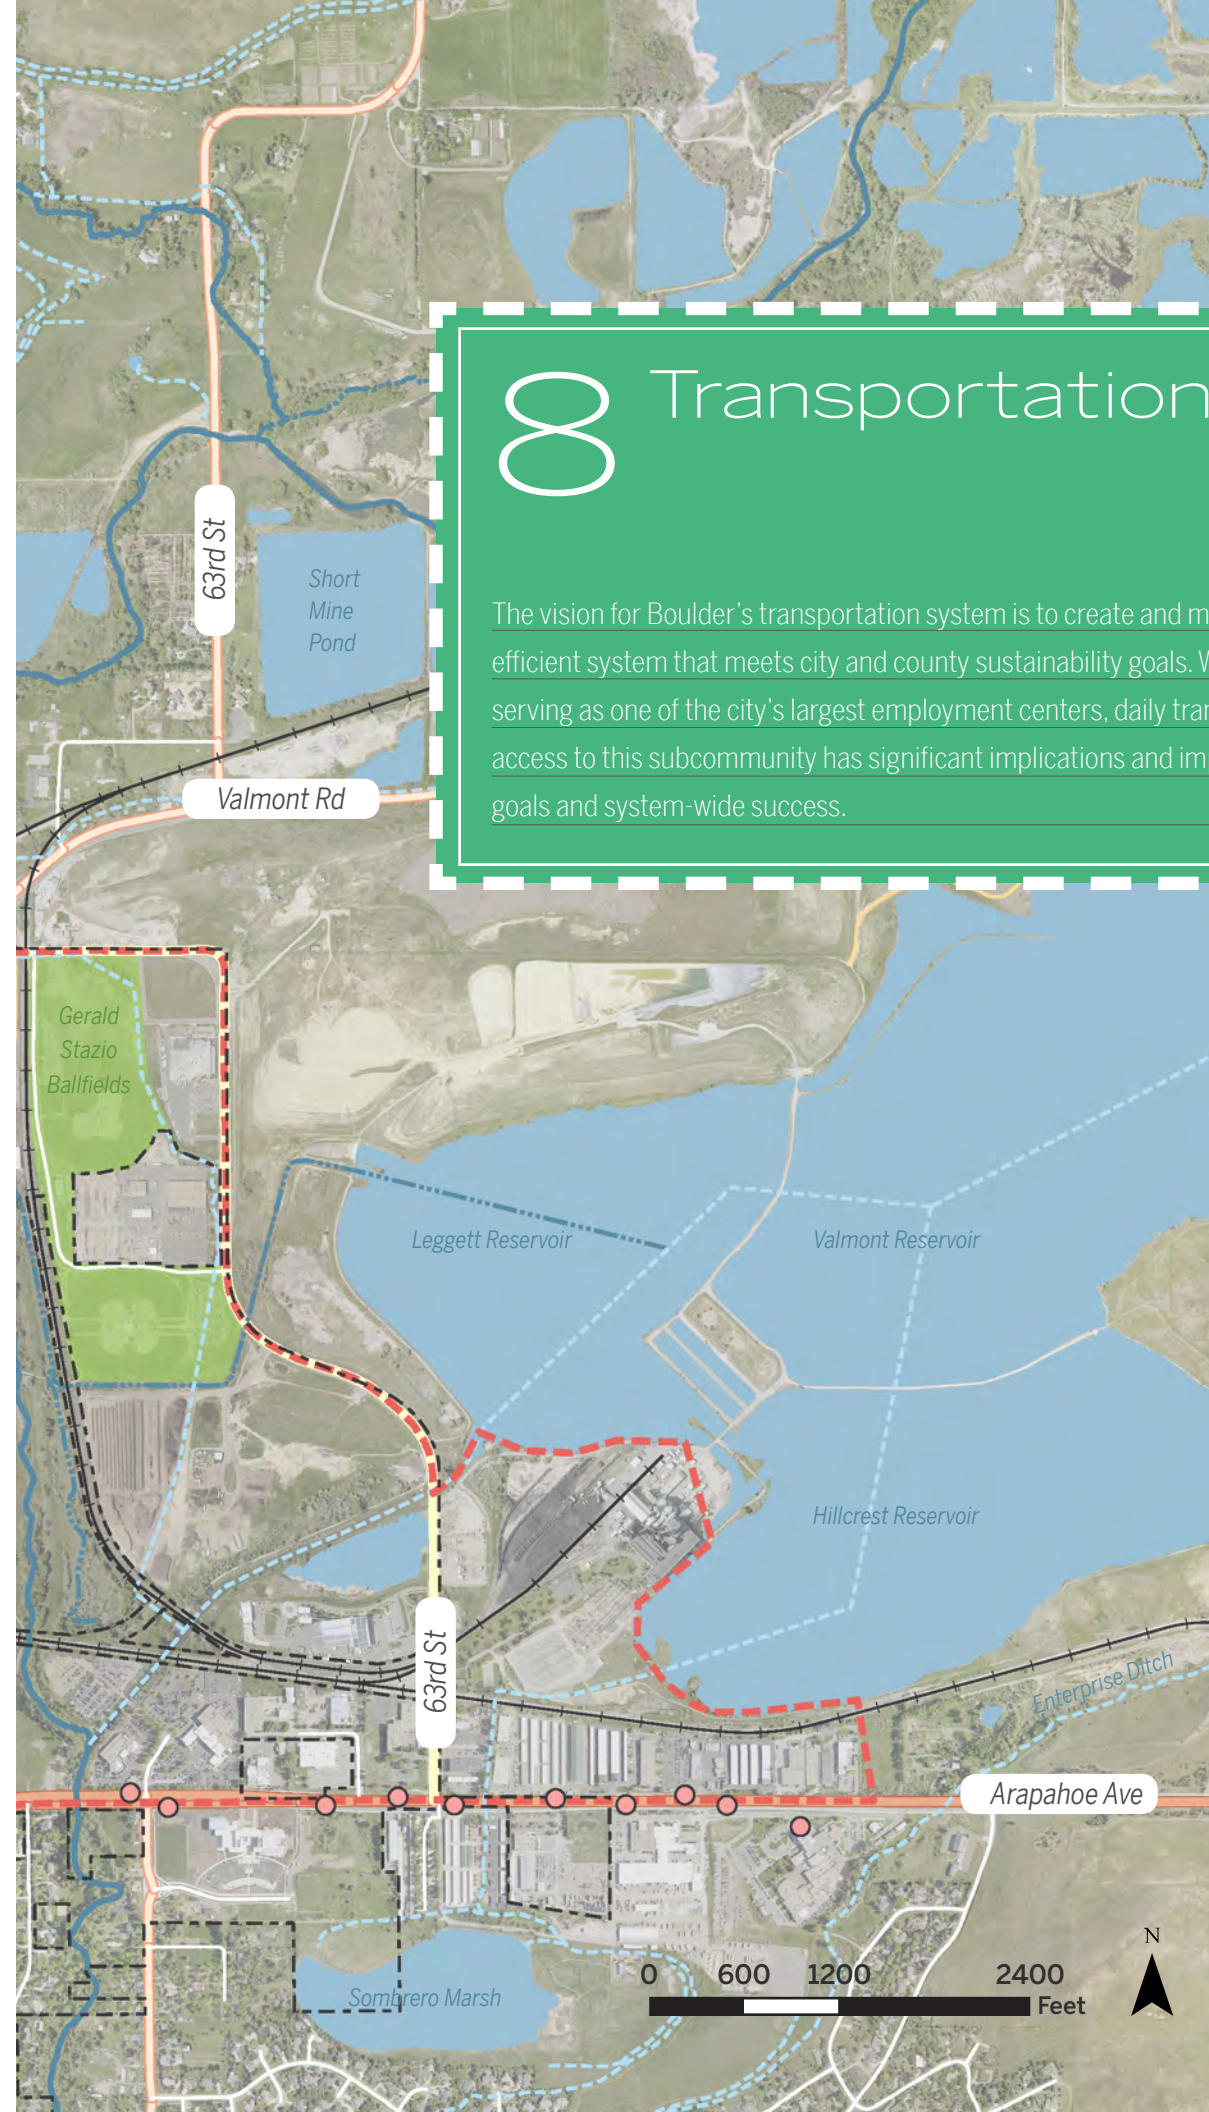 8
Transportation
The vision for Boulder's transportation system is to create and m
efficient system that meets city and county sustainability goals. W
serving as one of the city's largest employment centers, daily tra
access to this subcommunity has significant implications and im
goals and system-wide success.
63rd St
Short
Mine
Pond
Valmont Rd
Gerald
Stazio
Ballfields
Leggett Reservoir
Valmont Reservoir
Hillcrest Reservoir
63rd St
Enterprise Ditch
Arapahoe Ave
Sombrero Marsh
N
0 600 1200 2400
Feet